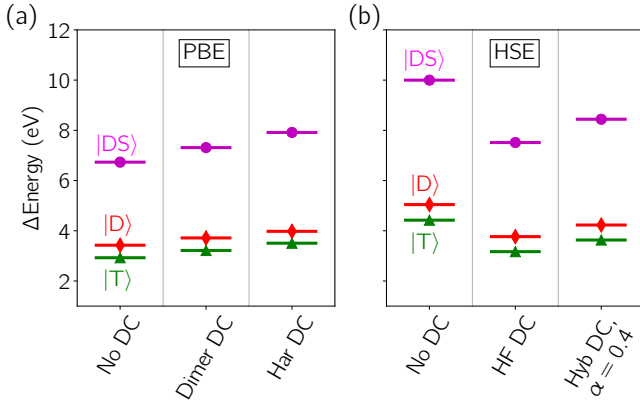 (a)
PBE
ΔEnergy (eV)
12
10
8
6
4
2
|DS⟩
|D⟩
|T⟩
No DC
Dimer DC
Har DC
(b)
HSE
|DS⟩
|D⟩
|T⟩
No DC
HF DC
Hyb DC,
α = 0.4